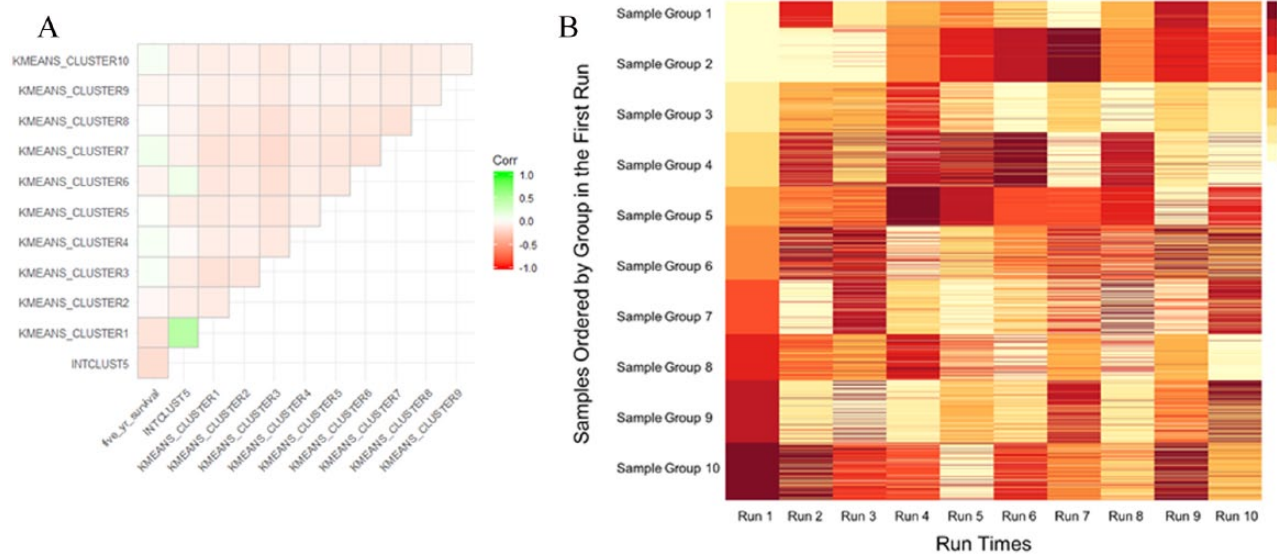 A
KMEANS_CLUSTER10
KMEANS_CLUSTER9
KMEANS_CLUSTER8
KMEANS_CLUSTER7
KMEANS_CLUSTER6
KMEANS_CLUSTER5
KMEANS_CLUSTER4
KMEANS_CLUSTER3
KMEANS_CLUSTER2
KMEANS_CLUSTER1
INTCLUST5
five_yr_survival
INTCLUST5
KMEANS_CLUSTER1
KMEANS_CLUSTER2
KMEANS_CLUSTER3
KMEANS_CLUSTER4
KMEANS_CLUSTER5
KMEANS_CLUSTER6
KMEANS_CLUSTER7
KMEANS_CLUSTER8
KMEANS_CLUSTER9
Corr
1.0
0.5
0.0
-0.5
-1.0
B
Samples Ordered by Group in the First Run
Sample Group 1
Sample Group 2
Sample Group 3
Sample Group 4
Sample Group 5
Sample Group 6
Sample Group 7
Sample Group 8
Sample Group 9
Sample Group 10
Run 1 Run 2 Run 3 Run 4 Run 5 Run 6 Run 7 Run 8 Run 9 Run 10
Run Times